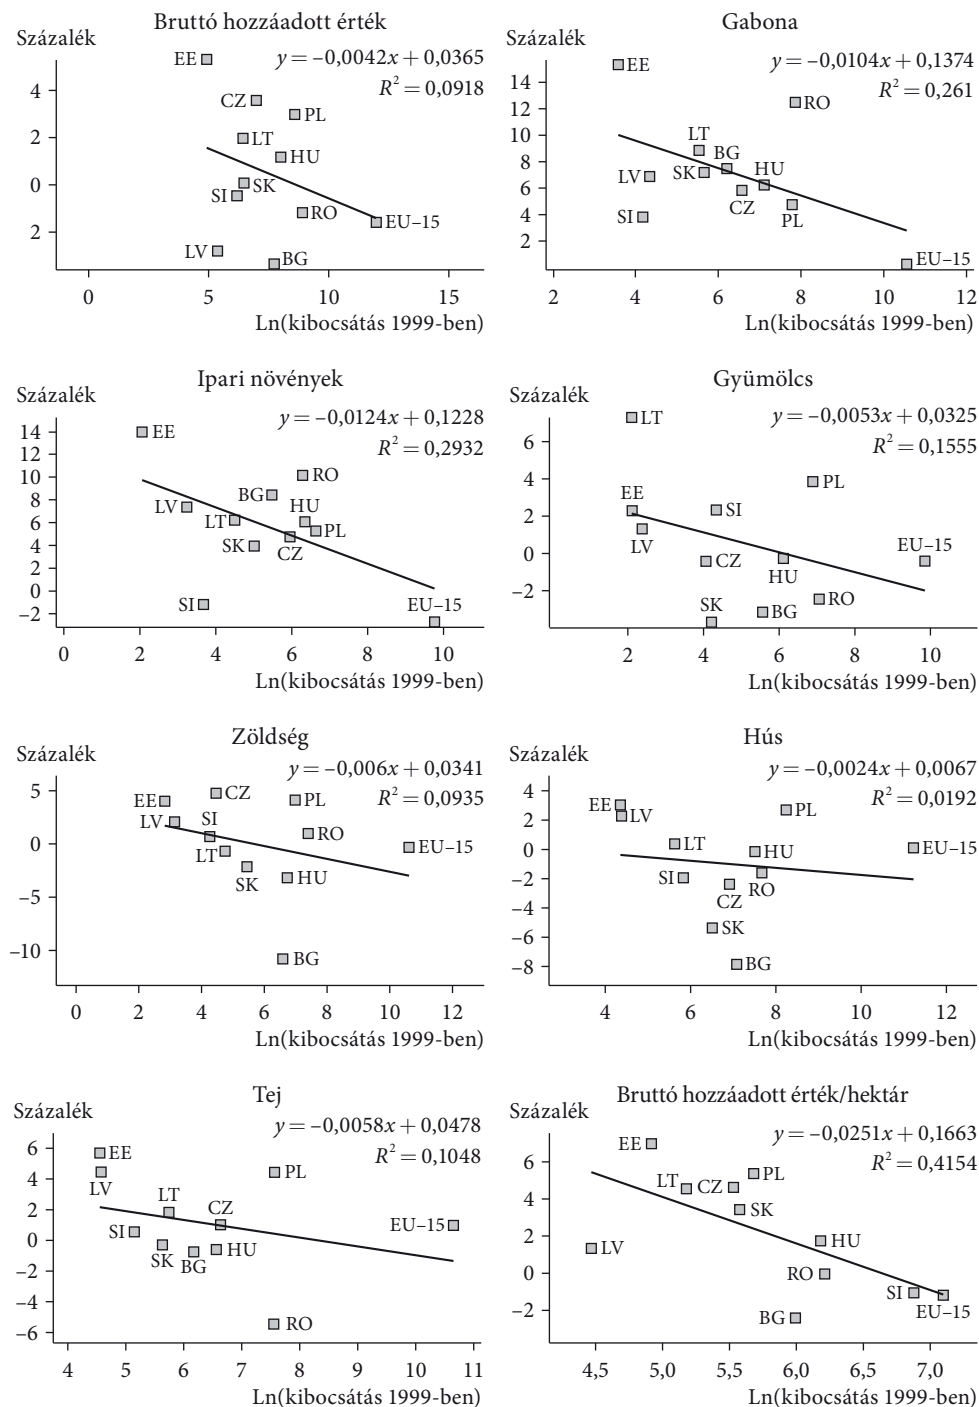 Bruttó hozzáadott érték
Százalék
y = –0,0042x + 0,0365
R² = 0,0918
4
2
0
2
EE
CZ
PL
LT
HU
SK
SI
RO
EU–15
LV
BG
0 5 10 15
Ln(kibocsátás 1999-ben)
Gabona
Százalék
y = –0,0104x + 0,1374
R² = 0,261
14
12
10
8
6
4
2
EE
RO
LT
BG
HU
SK
LV
CZ
PL
SI
EU–15
2 4 6 8 10 12
Ln(kibocsátás 1999-ben)
Ipari növények
Százalék
y = –0,0124x + 0,1228
R² = 0,2932
14
12
10
8
6
4
2
0
–2
EE
RO
BG
HU
LV
LT
PL
SK
CZ
SI
EU–15
0 2 4 6 8 10
Ln(kibocsátás 1999-ben)
Gyümölcs
Százalék
y = –0,0053x + 0,0325
R² = 0,1555
6
4
2
0
–2
LT
PL
EE
SI
LV
EU–15
CZ
HU
SK
RO
BG
2 4 6 8 10
Ln(kibocsátás 1999-ben)
Zöldség
Százalék
y = –0,006x + 0,0341
R² = 0,0935
5
0
–5
–10
EE
CZ
PL
LV
SI
RO
LT
EU–15
SK
HU
BG
0 2 4 6 8 10 12
Ln(kibocsátás 1999-ben)
Hús
Százalék
y = –0,0024x + 0,0067
R² = 0,0192
4
2
0
–2
–4
–6
–8
EE
LV
PL
LT
HU
EU–15
SI
CZ
RO
SK
BG
4 6 8 10 12
Ln(kibocsátás 1999-ben)
Tej
Százalék
y = –0,0058x + 0,0478
R² = 0,1048
6
4
2
0
–2
–4
–6
EE
LV
PL
LT
CZ
EU–15
SI
SK
BG
HU
RO
4 5 6 7 8 9 10 11
Ln(kibocsátás 1999-ben)
Bruttó hozzáadott érték/hektár
Százalék
y = –0,0251x + 0,1663
R² = 0,4154
8
6
4
2
0
–2
EE
PL
LT
CZ
SK
LV
HU
RO
SI
EU–15
BG
4,5 5,0 5,5 6,0 6,5 7,0
Ln(kibocsátás 1999-ben)